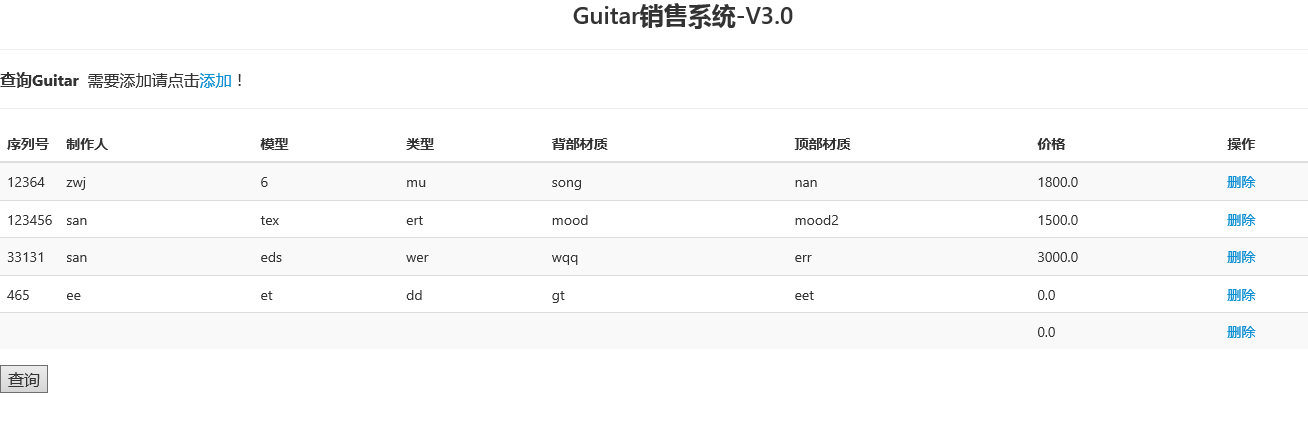 Guitar销售系统-V3.0
查询Guitar 需要添加请点击添加！
序列号 制作人 模型 类型 背部材质 顶部材质 价格 操作
12364 zwj 6 mu song nan 1800.0 删除
123456 san tex ert mood mood2 1500.0 删除
33131 san eds wer wqq err 3000.0 删除
465 ee et dd gt eet 0.0 删除
0.0 删除
查询